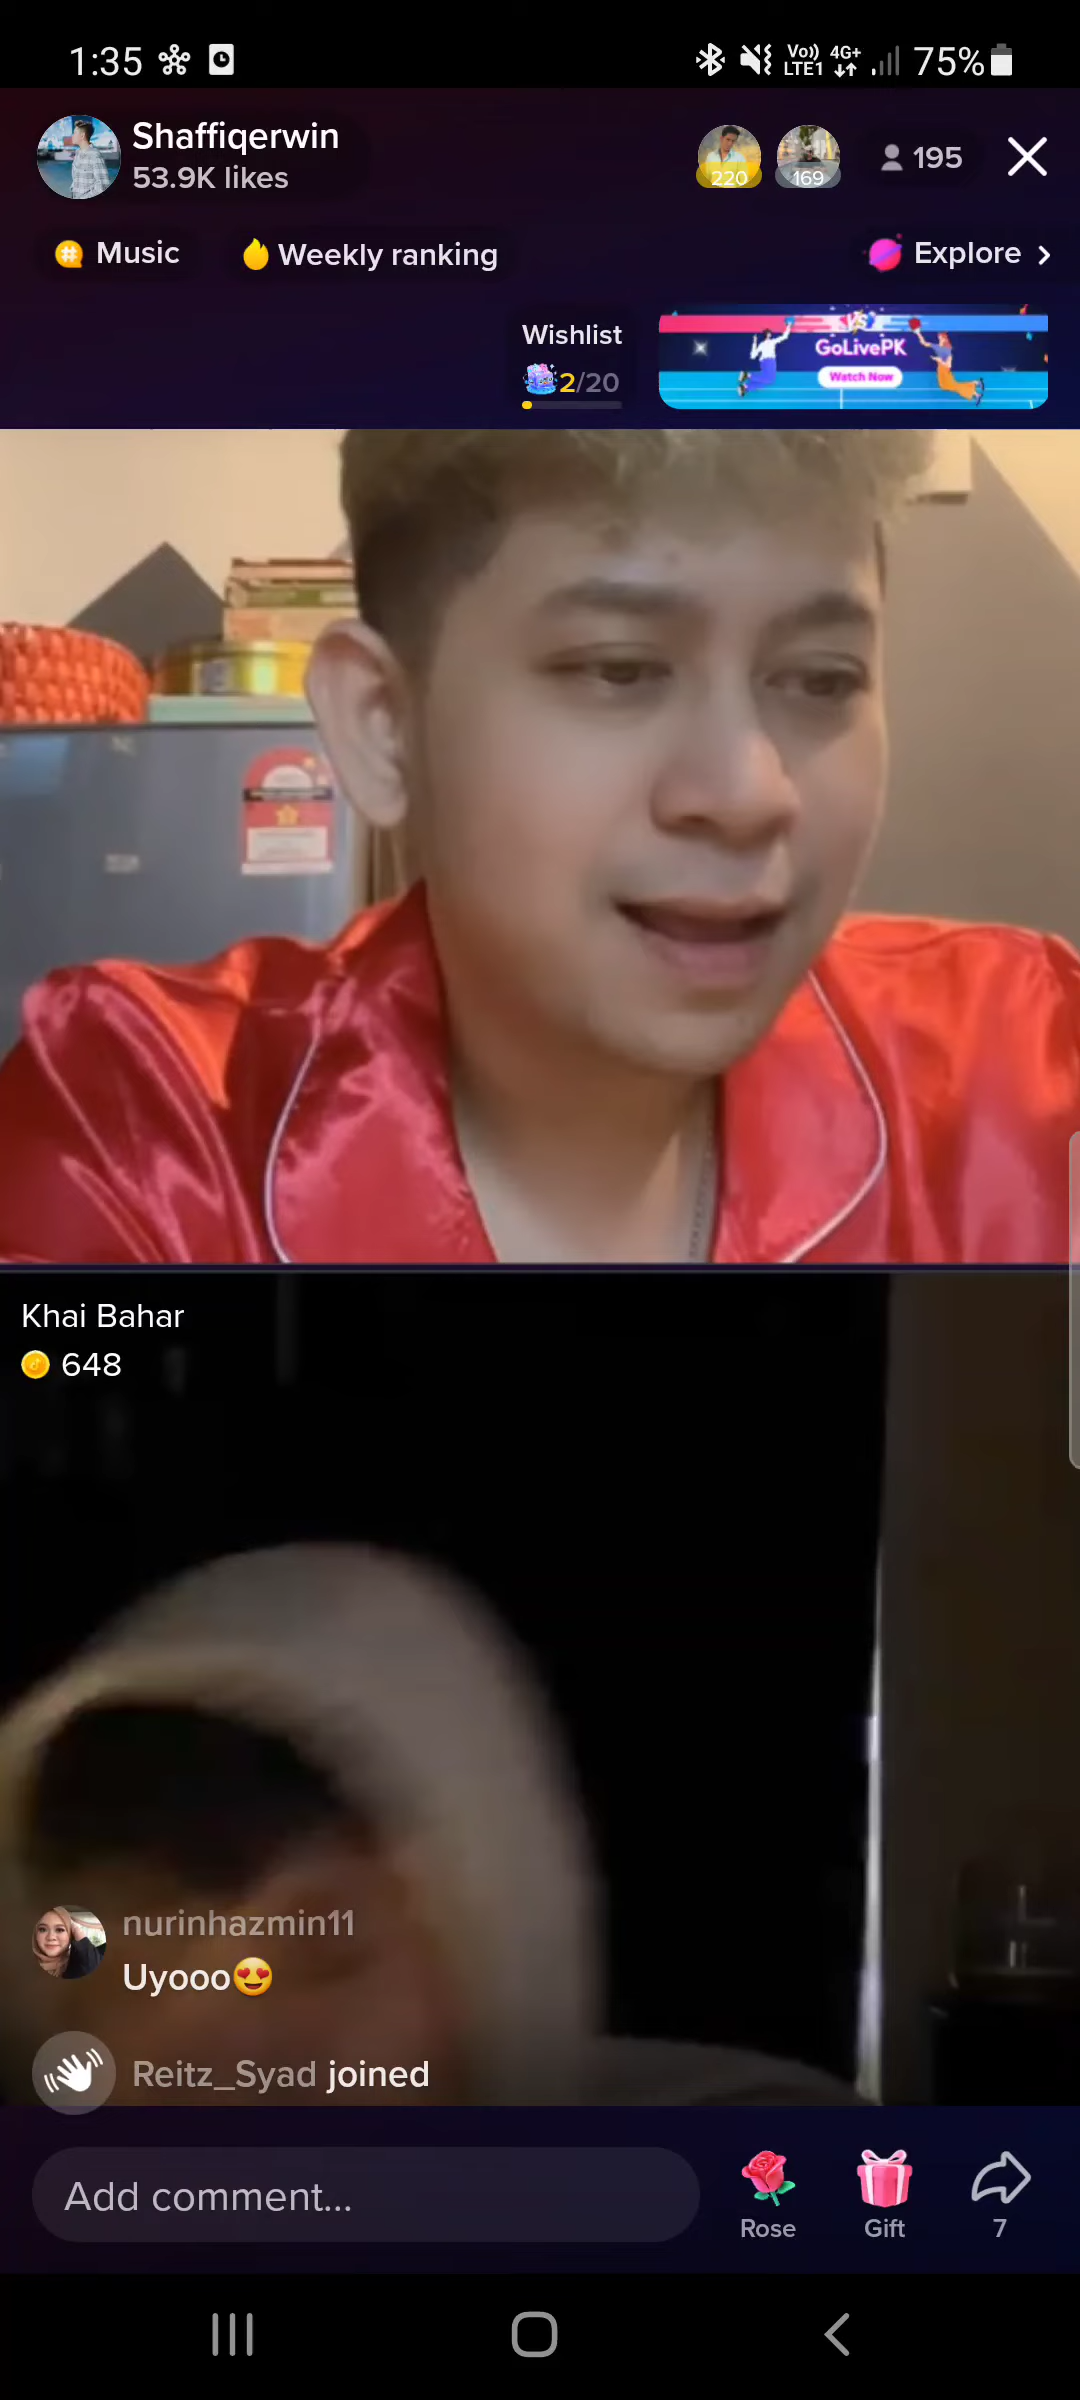 1:35
Vo)) LTE1 4G+ 75%
Shaffiqerwin
53.9K likes
220
169
195
Music
Weekly ranking
Explore
Wishlist
2/20
VS
GoLivePK
Watch Now
Khai Bahar
648
nurinhazmin11
Uyooo😍
Reitz_Syad joined
Add comment...
Rose
Gift
7